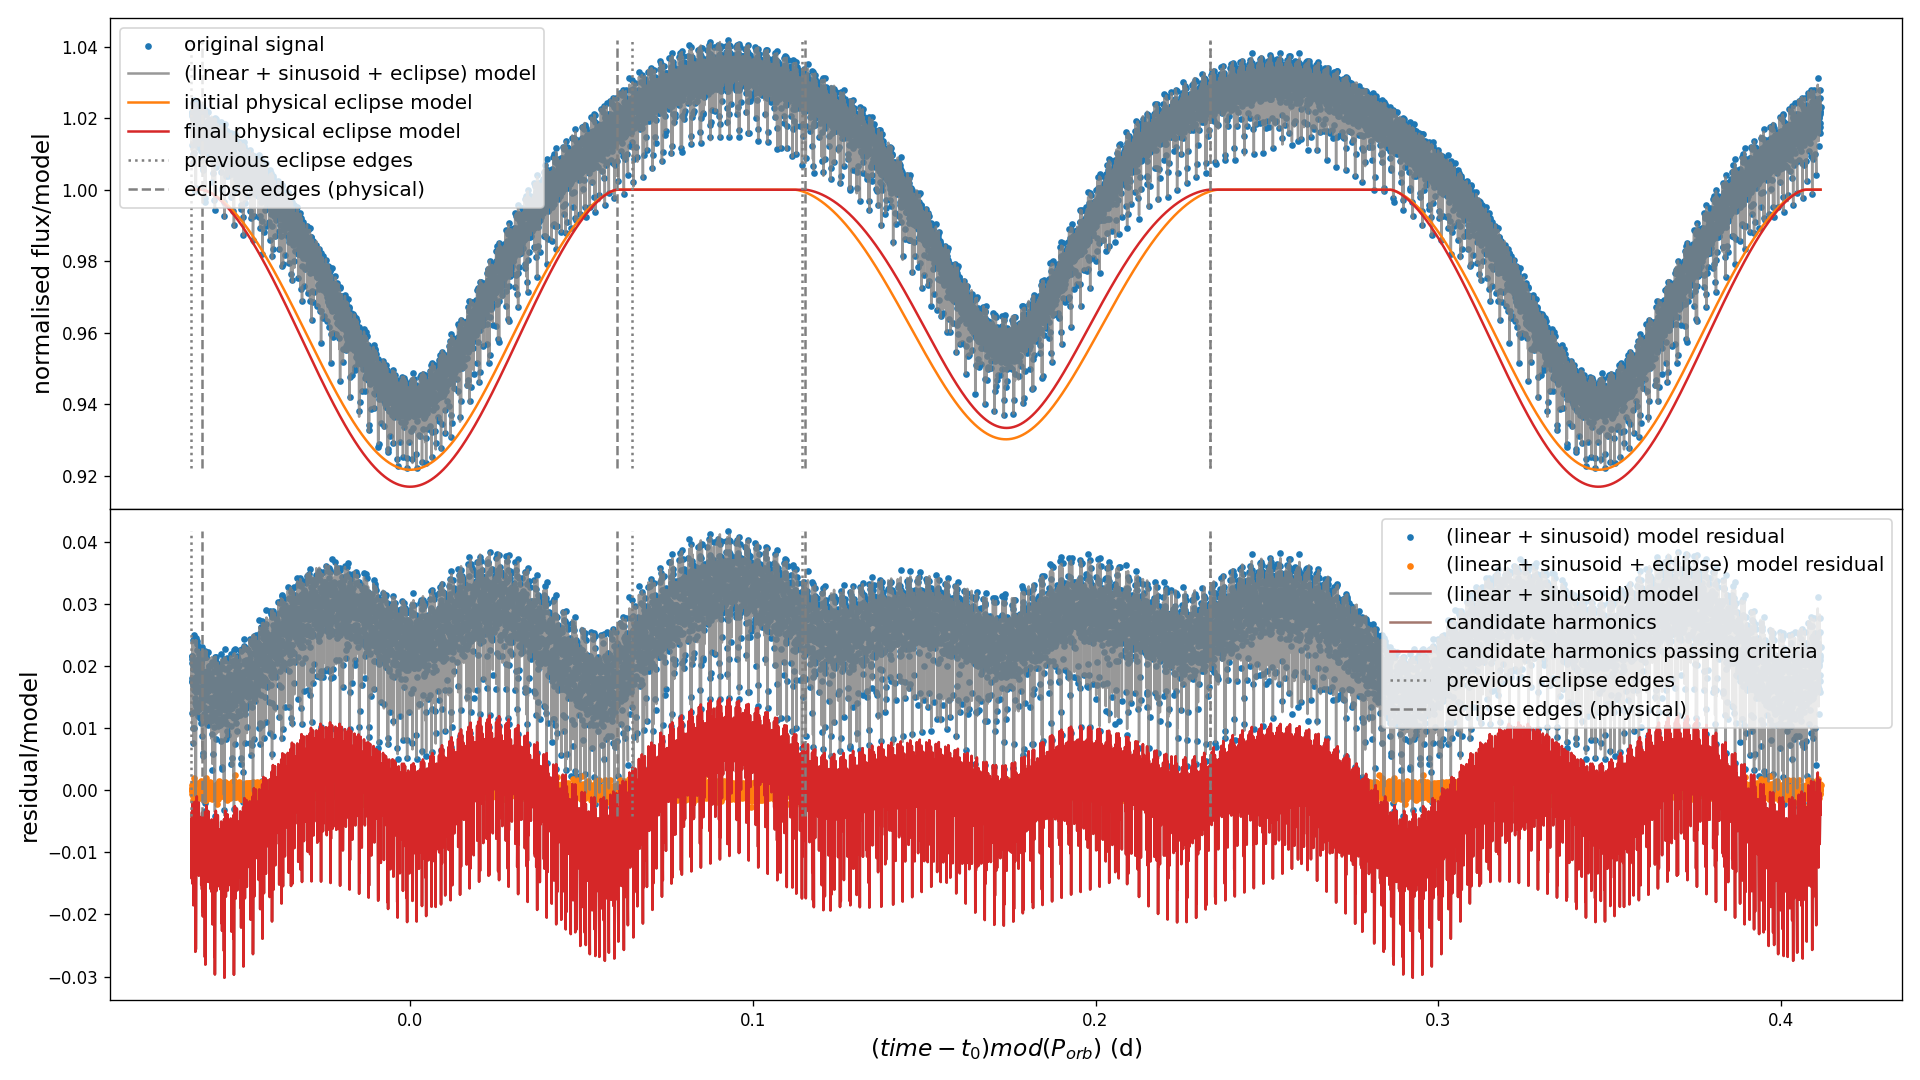 normalised flux/model
1.04
1.02
1.00
0.98
0.96
0.94
0.92
original signal
(linear + sinusoid + eclipse) model
initial physical eclipse model
final physical eclipse model
previous eclipse edges
eclipse edges (physical)
residual/model
0.04
0.03
0.02
0.01
0.00
−0.01
−0.02
−0.03
(linear + sinusoid) model residual
(linear + sinusoid + eclipse) model residual
(linear + sinusoid) model
candidate harmonics
candidate harmonics passing criteria
previous eclipse edges
eclipse edges (physical)
0.0 0.1 0.2 0.3 0.4
(time − t₀)mod(Pₒᵣb) (d)